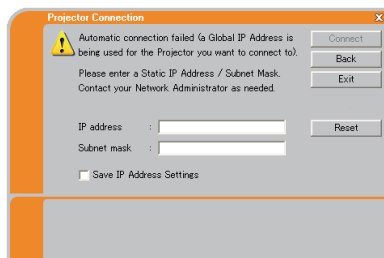 Projector Connection x
Automatic connection failed (a Global IP Address is
being used for the Projector you want to connect to).
Please enter a Static IP Address / Subnet Mask.
Contact your Network Administrator as needed.
Connect
Back
Exit
IP address :
Reset
Subnet mask :
Save IP Address Settings